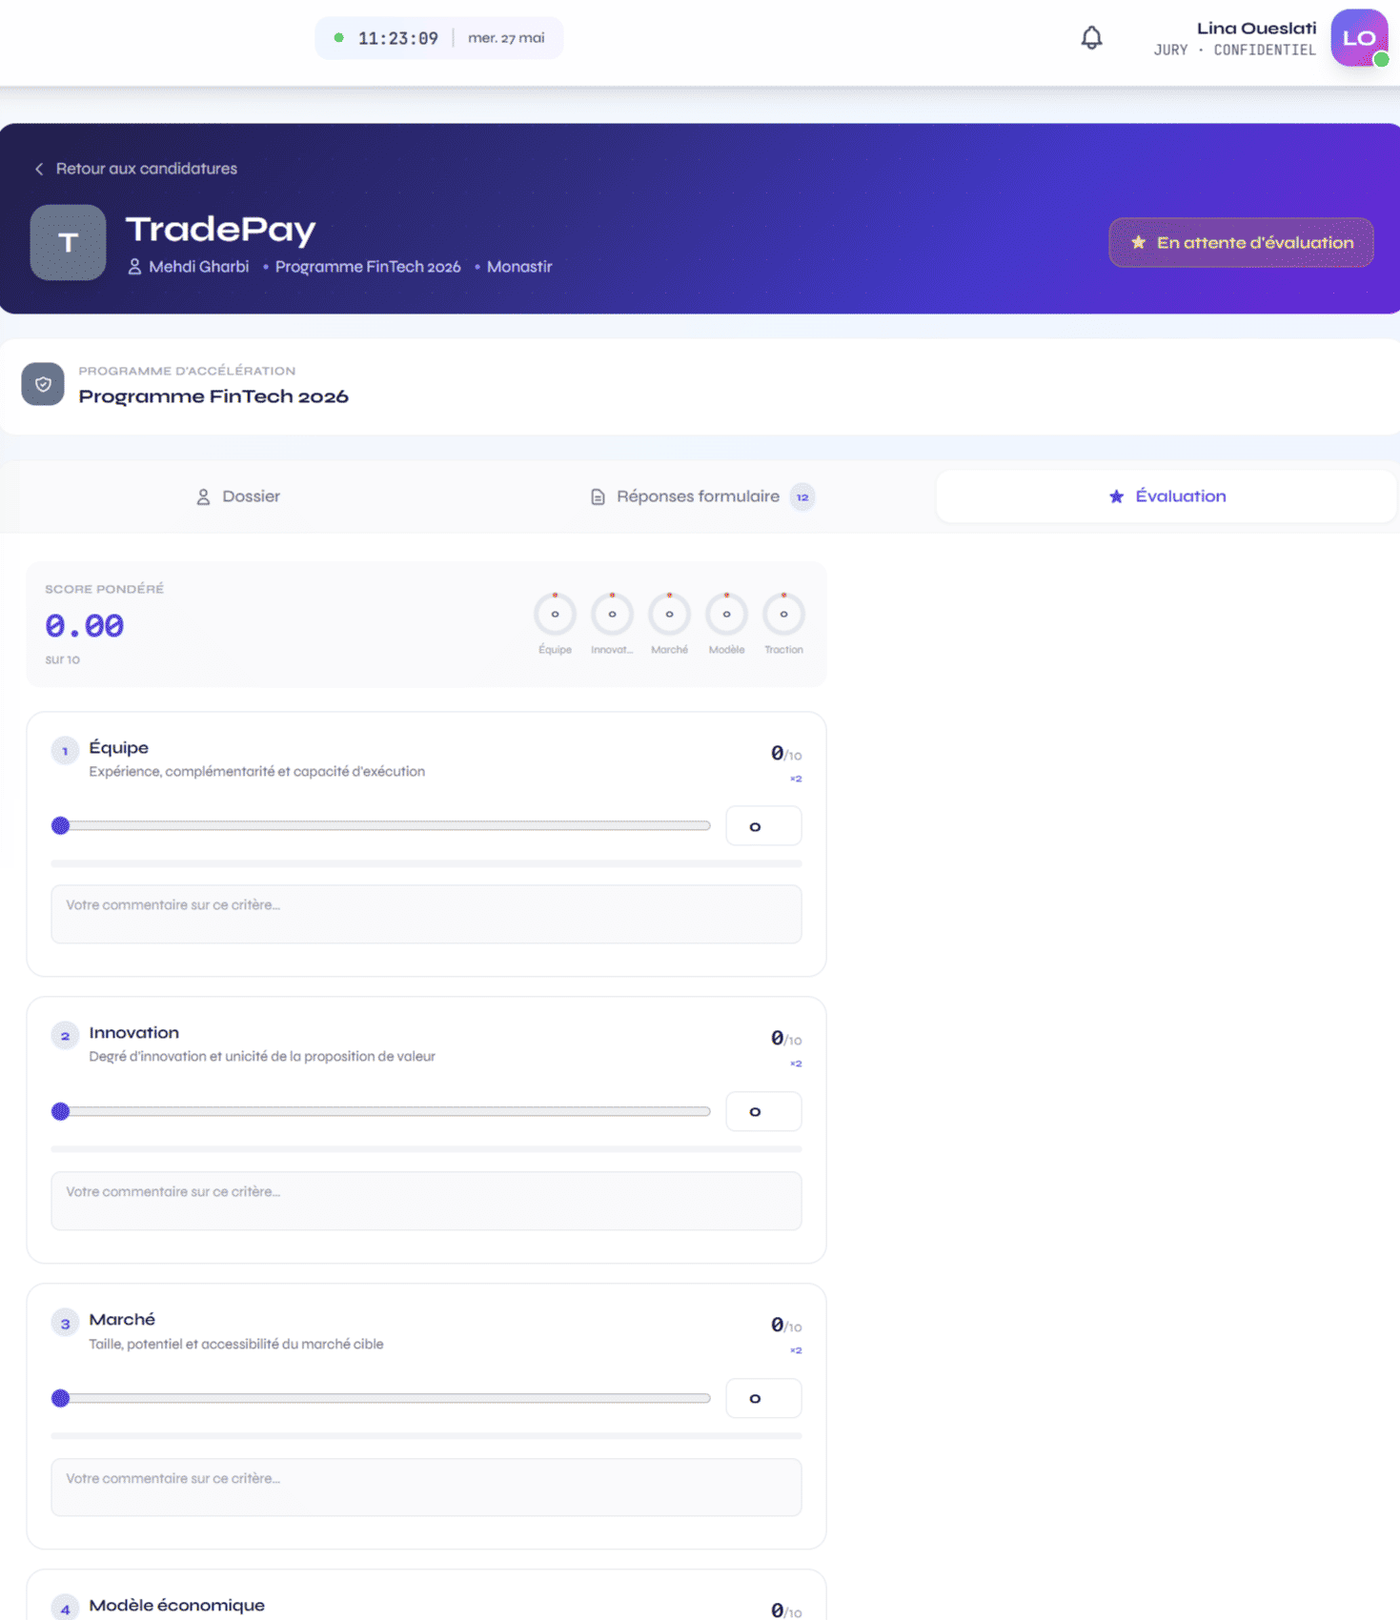 11:23:09 mer. 27 mai
Lina Oueslati
JURY · CONFIDENTIEL
LO
Retour aux candidatures
T
TradePay
Mehdi Gharbi • Programme FinTech 2026 • Monastir
En attente d'évaluation
PROGRAMME D'ACCÉLÉRATION
Programme FinTech 2026
Dossier
Réponses formulaire 12
Évaluation
SCORE PONDÉRÉ
0.00
sur 10
0 0 0 0 0
Équipe Innovat... Marché Modèle Traction
1 Équipe
Expérience, complémentarité et capacité d'exécution
0/10
×2
0
Votre commentaire sur ce critère...
2 Innovation
Degré d'innovation et unicité de la proposition de valeur
0/10
×2
0
Votre commentaire sur ce critère...
3 Marché
Taille, potentiel et accessibilité du marché cible
0/10
×2
0
Votre commentaire sur ce critère...
4 Modèle économique
0/10